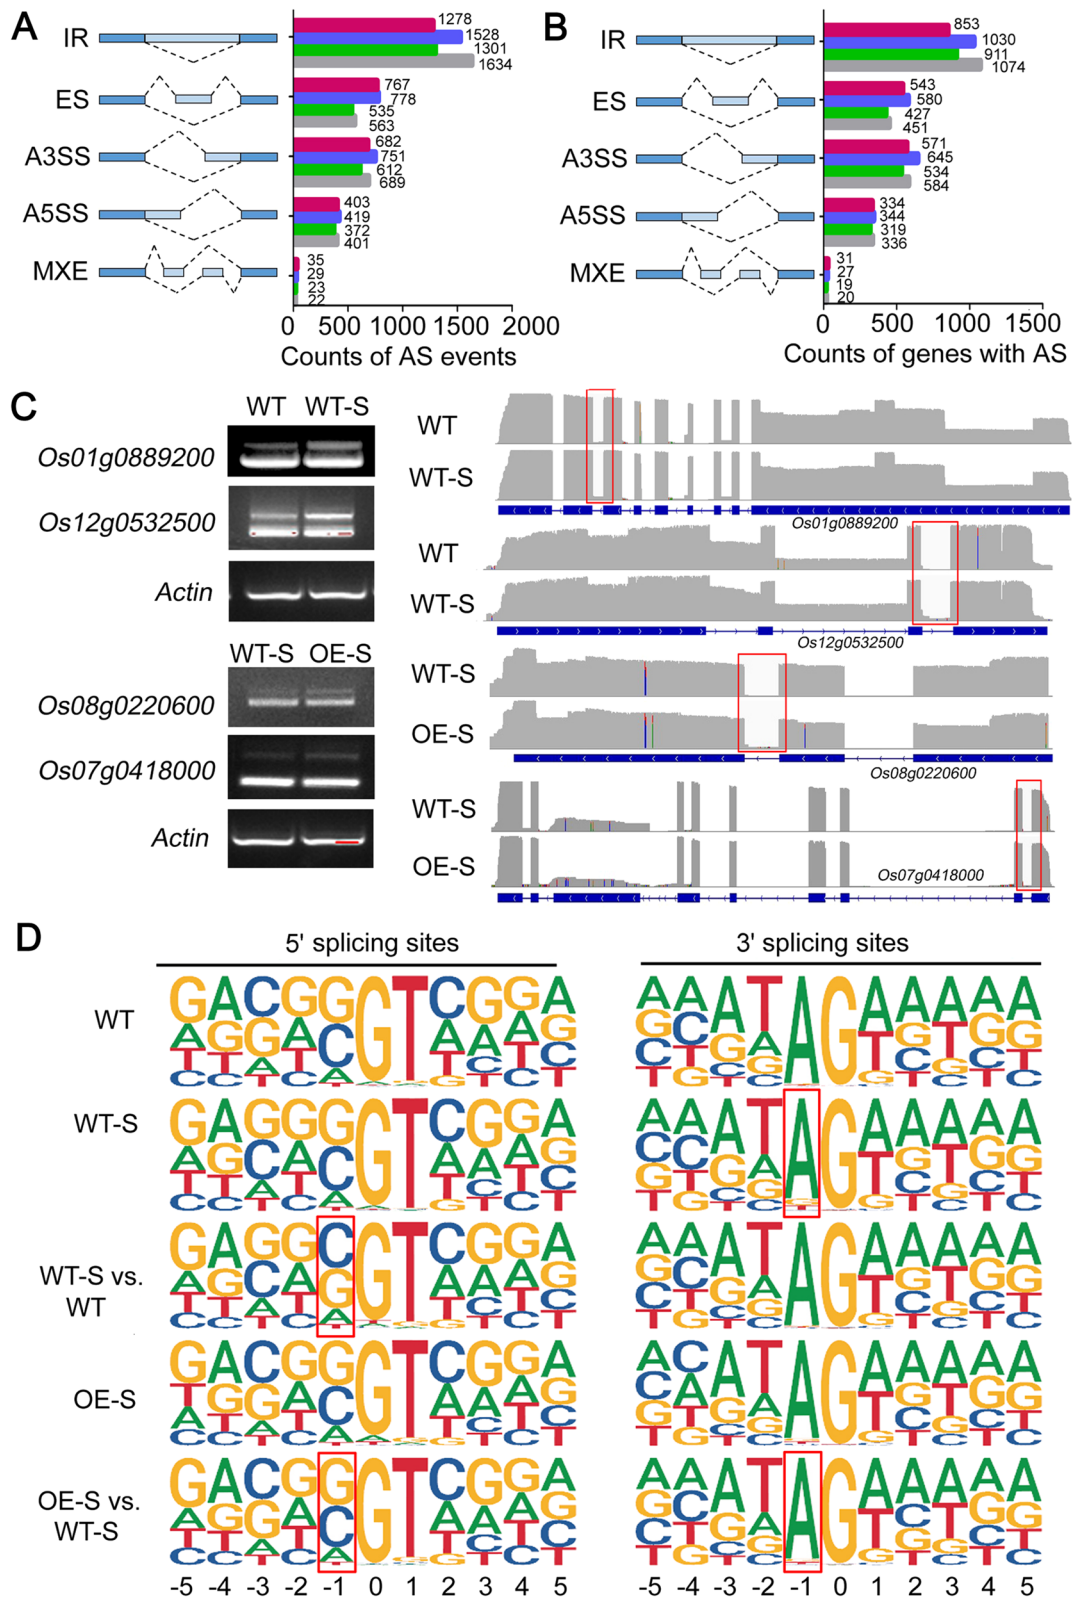 A
IR
1278
1528
1301
1634
ES
767
778
535
563
A3SS
682
751
612
689
A5SS
403
419
372
401
MXE
35
29
23
22
0 500 1000 1500 2000
Counts of AS events
B
IR
853
1030
911
1074
ES
543
580
427
451
A3SS
571
645
534
584
A5SS
334
344
319
336
MXE
31
27
19
20
0 500 1000 1500
Counts of genes with AS
C
WT WT-S
Os01g0889200
Os12g0532500
Actin
WT-S OE-S
Os08g0220600
Os07g0418000
Actin
WT
WT-S
Os01g0889200
WT
WT-S
Os12g0532500
WT-S
OE-S
Os08g0220600
WT-S
OE-S
Os07g0418000
D
5' splicing sites
3' splicing sites
WT
WT-S
WT-S vs.
WT
OE-S
OE-S vs.
WT-S
-5 -4 -3 -2 -1 0 1 2 3 4 5
-5 -4 -3 -2 -1 0 1 2 3 4 5